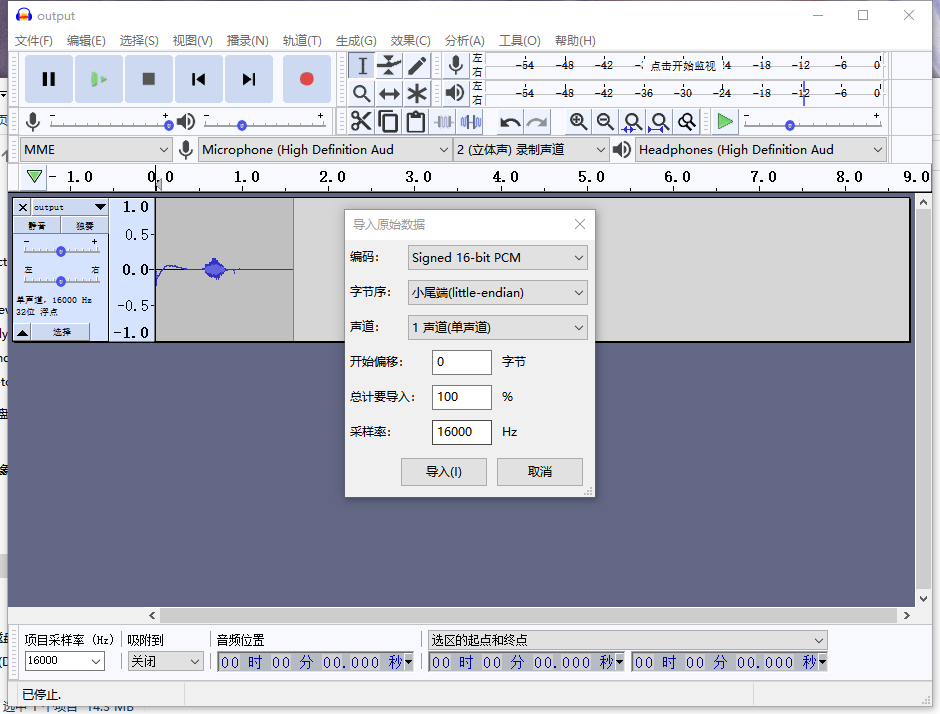 output
文件(F) 编辑(E) 选择(S) 视图(V) 播录(N) 轨道(T) 生成(G) 效果(C) 分析(A) 工具(O) 帮助(H)
左 右 -54 -48 -42 点击开始监视 -18 -12 -6 0
左 右 -54 -48 -42 -36 -30 -24 -18 -12 -6 0
- + - + - +
MME Microphone (High Definition Aud 2 (立体声) 录制声道 Headphones (High Definition Aud
- 1.0 0.0 1.0 2.0 3.0 4.0 5.0 6.0 7.0 8.0 9.0
output
静音 独奏
- +
左 右
单声道, 16000 Hz
32位 浮点
选择
1.0
0.5-
0.0-
-0.5-
-1.0
导入原始数据
编码: Signed 16-bit PCM
字节序: 小尾端(little-endian)
声道: 1 声道(单声道)
开始偏移: 0 字节
总计要导入: 100 %
采样率: 16000 Hz
导入(I) 取消
项目采样率 (Hz) 吸附到 音频位置 选区的起点和终点
16000 关闭 00 时 00 分 00.000 秒 00 时 00 分 00.000 秒 00 时 00 分 00.000 秒
已停止.
选中 1 个项目 14.3 MB